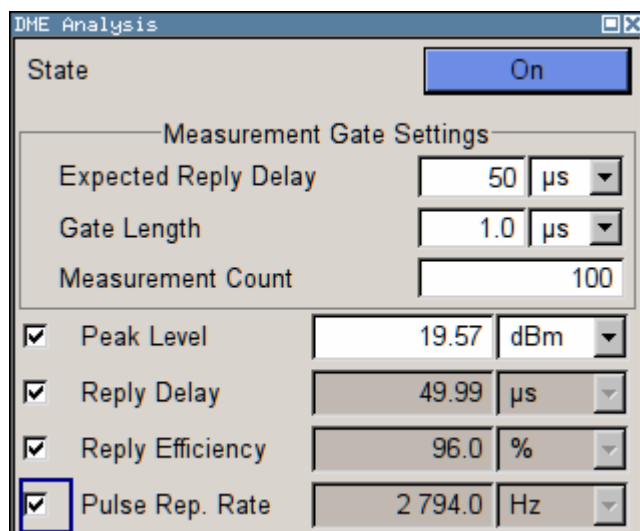 DME Analysis
State On
Measurement Gate Settings
Expected Reply Delay 50 µs
Gate Length 1.0 µs
Measurement Count 100
Peak Level 19.57 dBm
Reply Delay 49.99 µs
Reply Efficiency 96.0 %
Pulse Rep. Rate 2 794.0 Hz